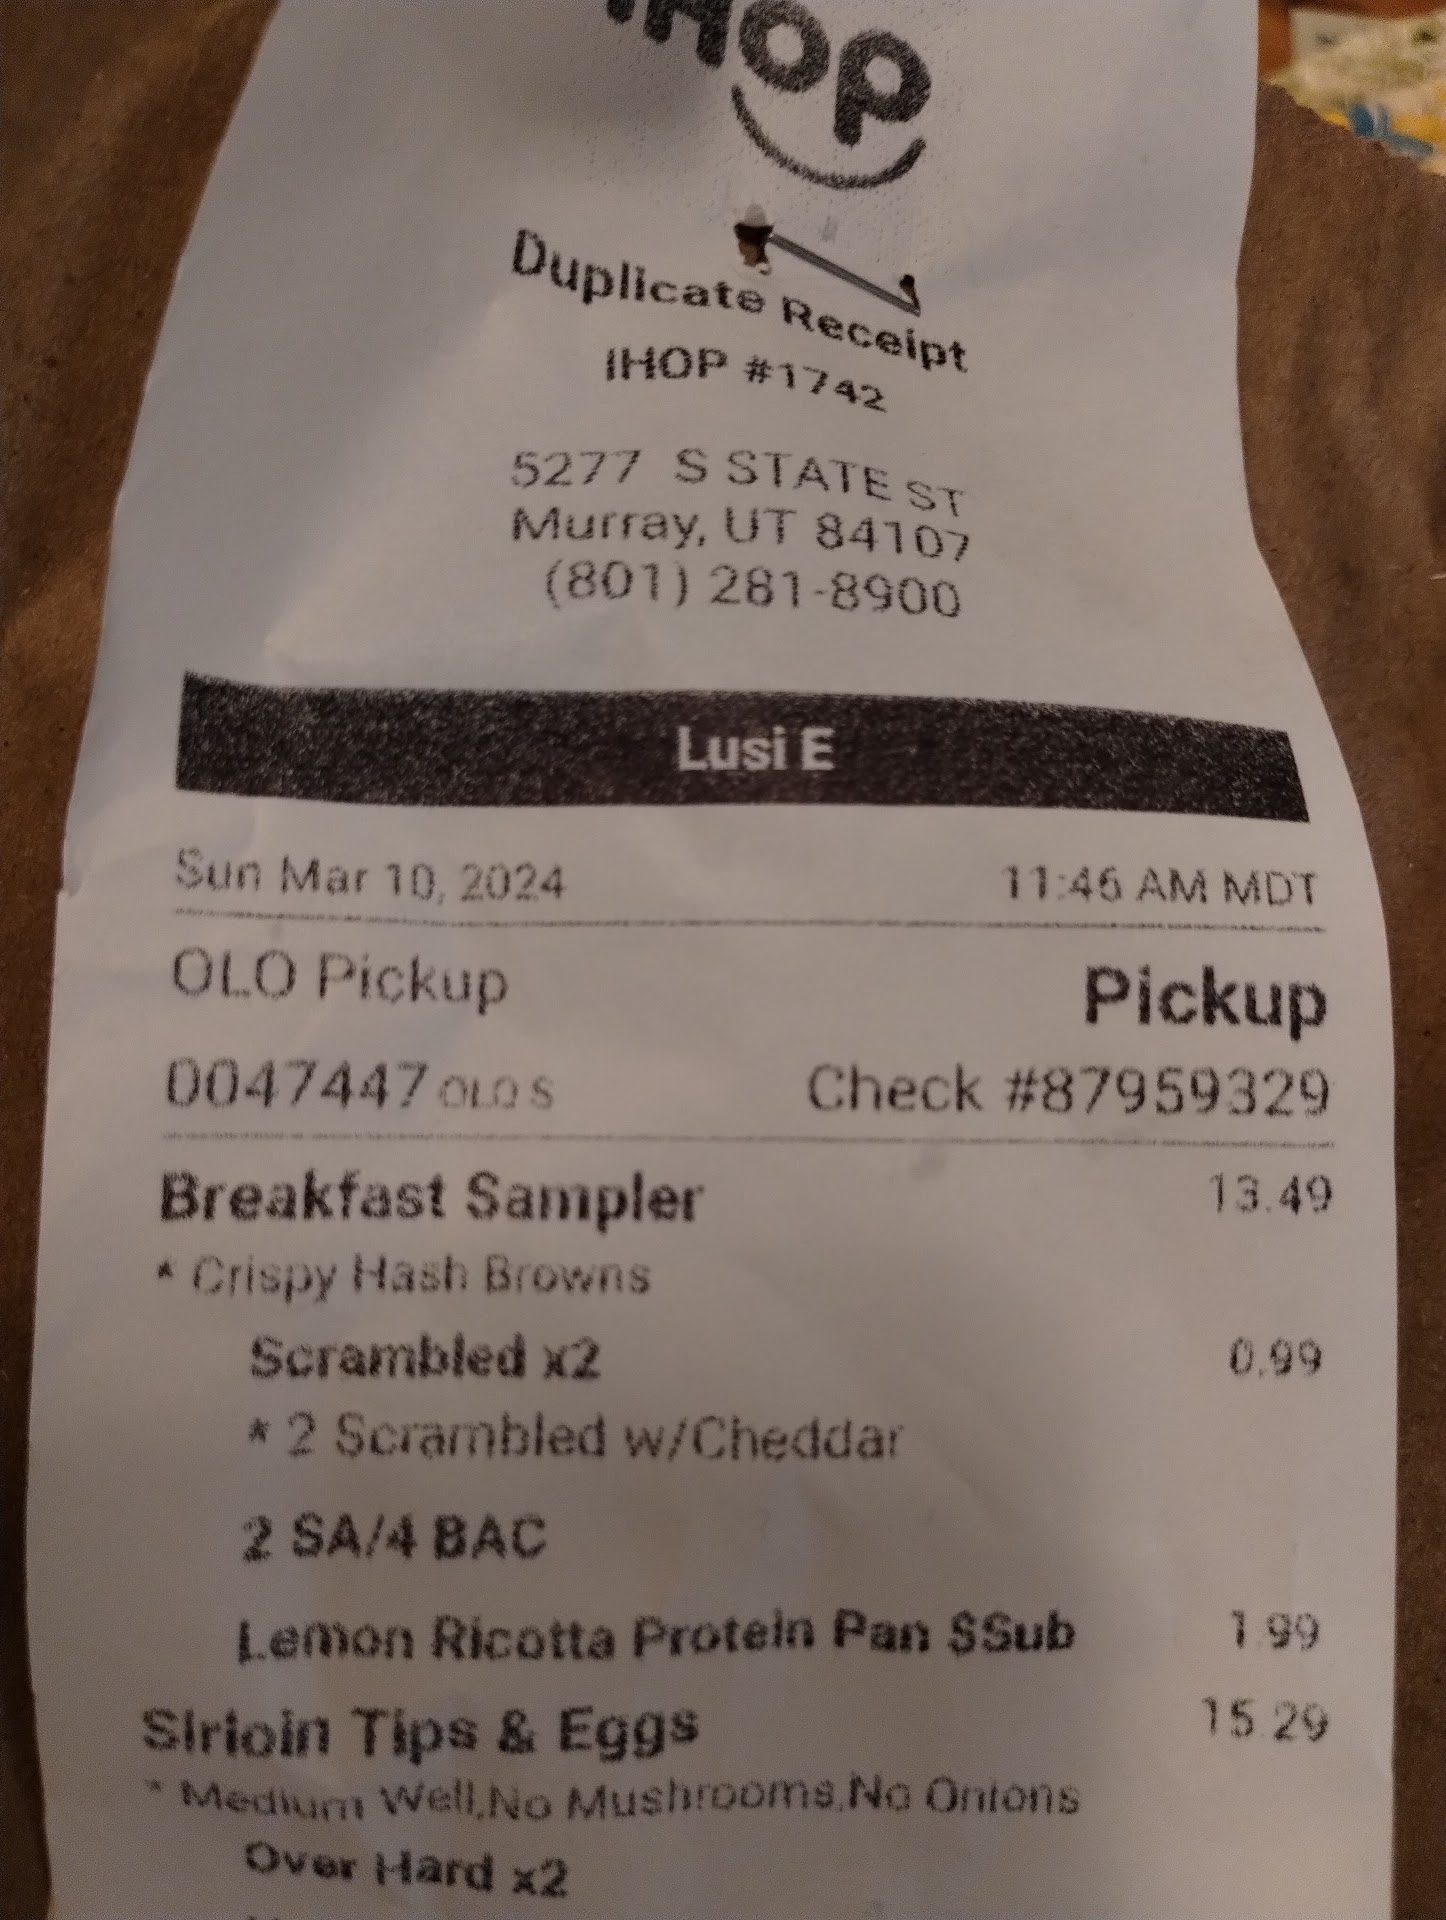 IHOP
Duplicate Receipt
IHOP #1742
5277 S STATE ST
Murray, UT 84107
(801) 281-8900
Lusi E
Sun Mar 10, 2024 11:46 AM MDT
OLO Pickup Pickup
0047447 OLO S Check #87959329
Breakfast Sampler 13.49
* Crispy Hash Browns
Scrambled x2 0.99
* 2 Scrambled w/Cheddar
2 SA/4 BAC
Lemon Ricotta Protein Pan $Sub 1.99
Sirloin Tips & Eggs 15.29
* Medium Well,No Mushrooms,No Onions
Over Hard x2